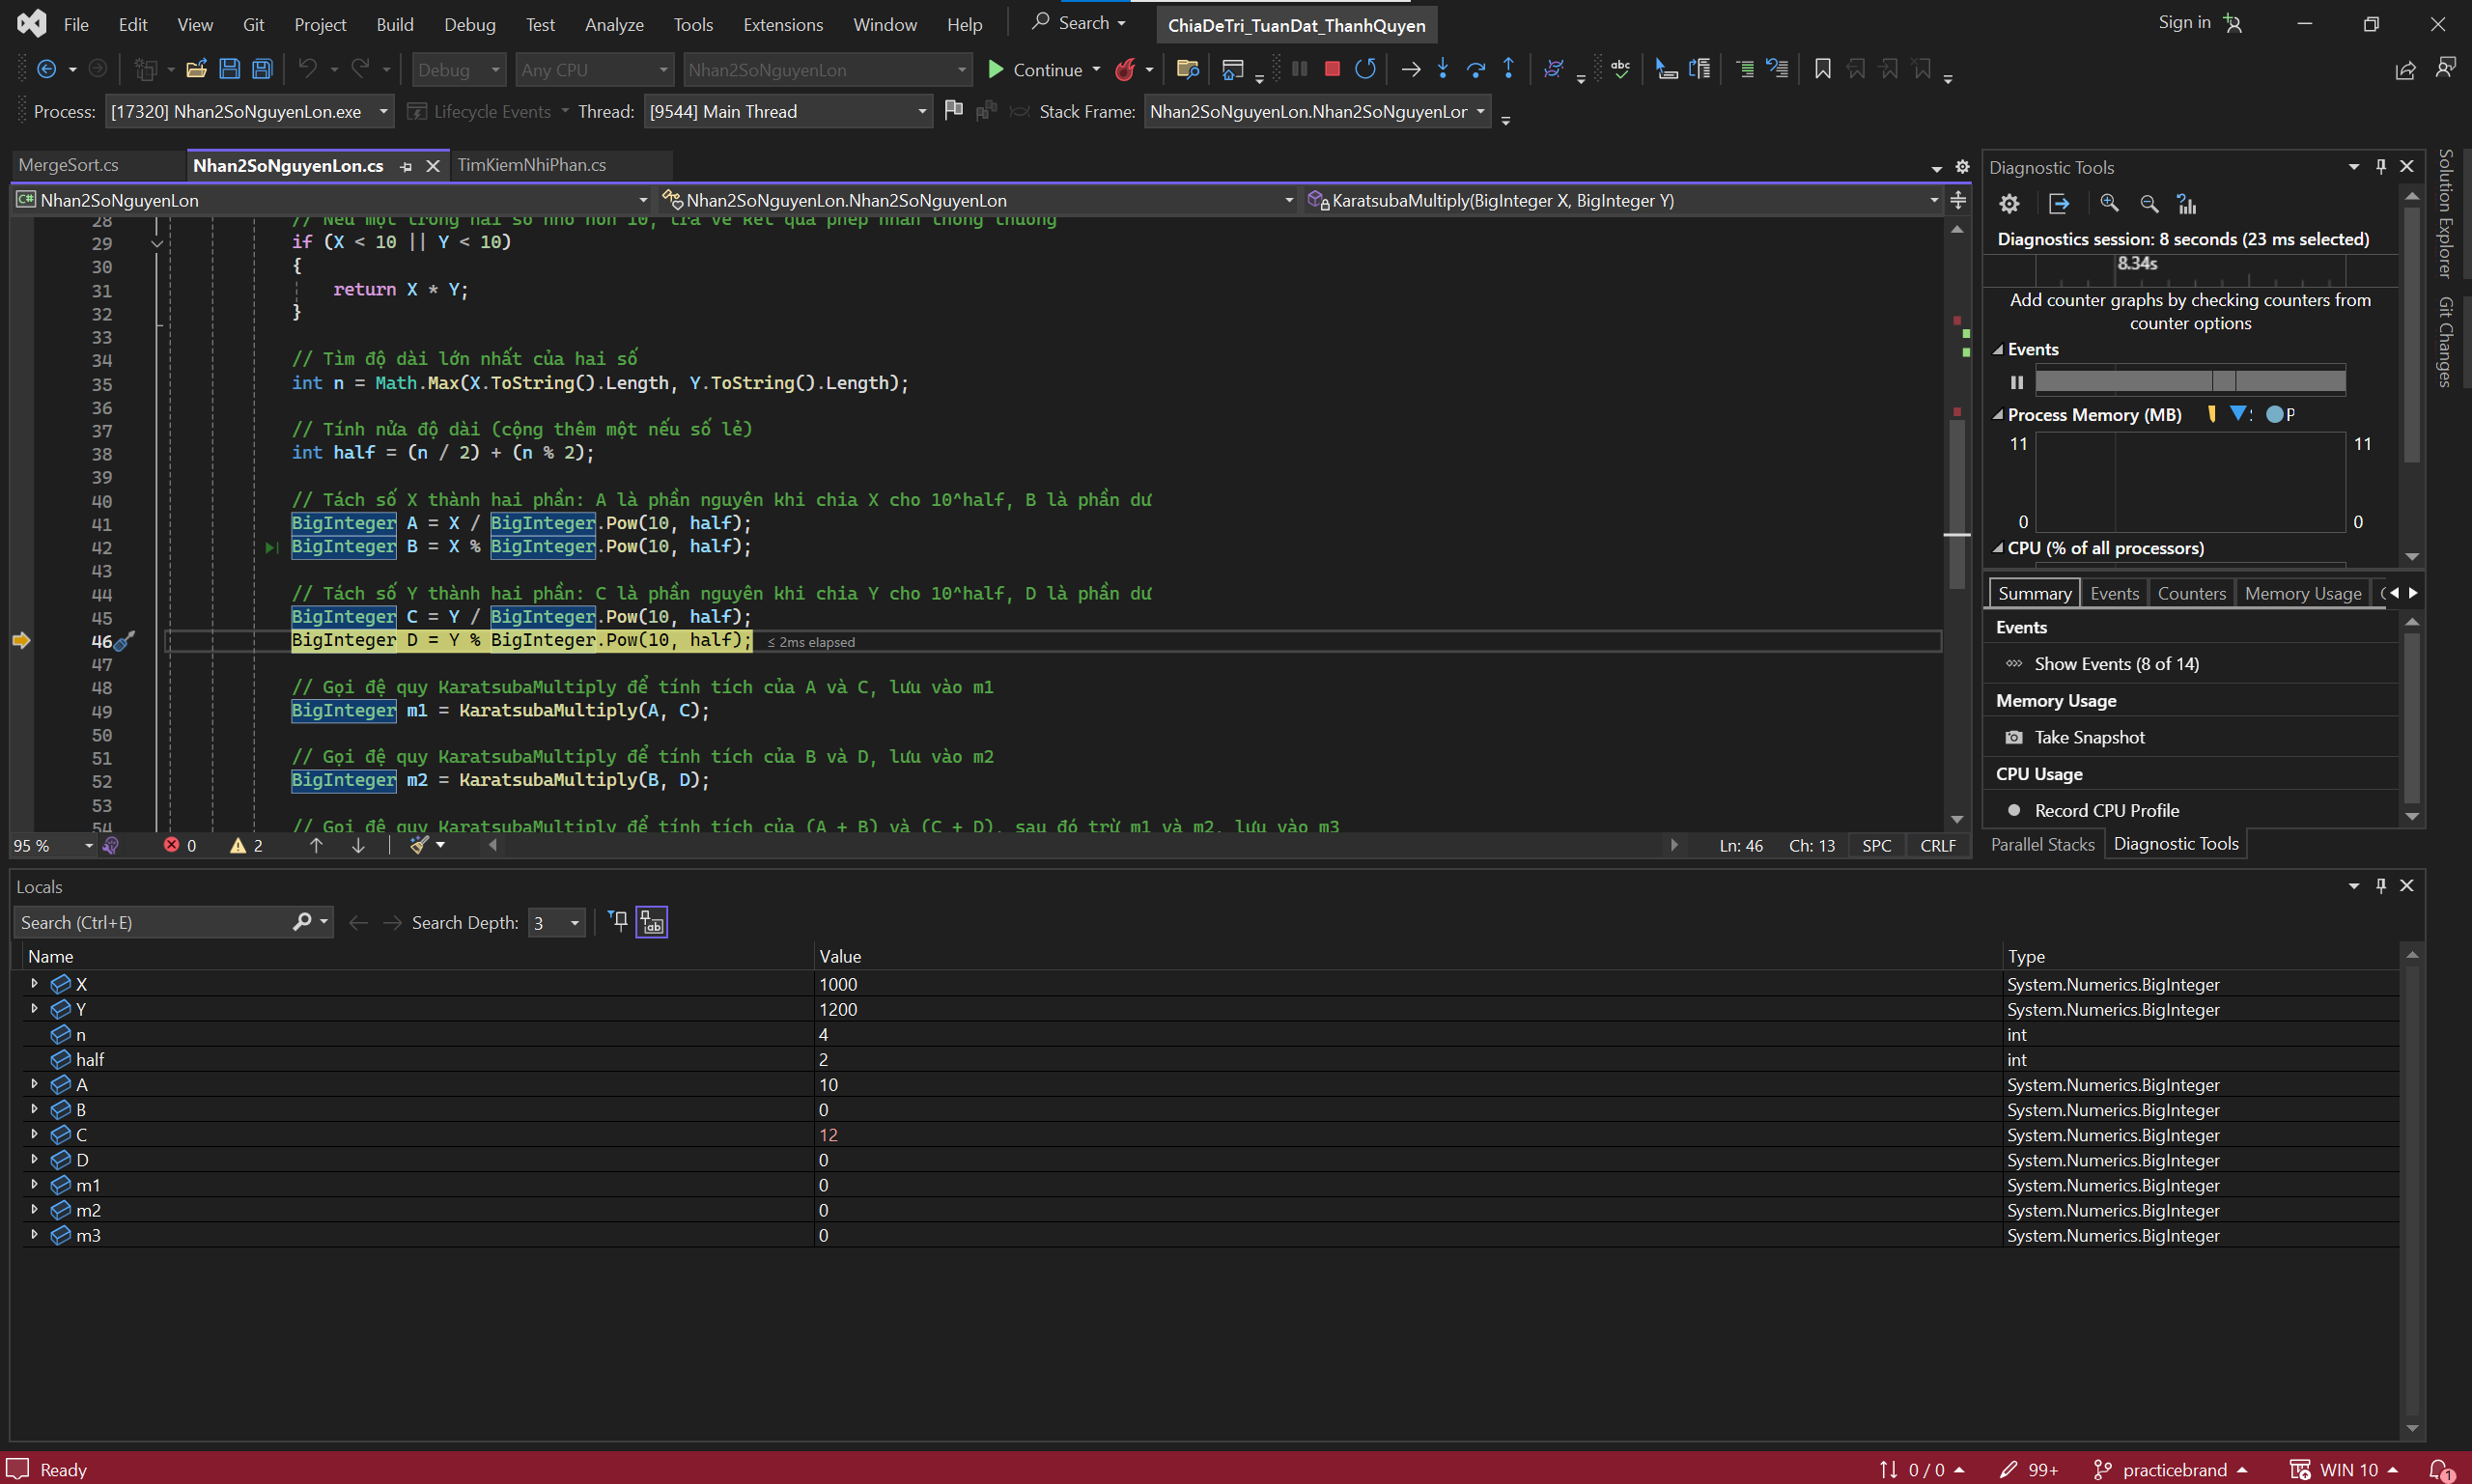 File Edit View Git Project Build Debug Test Analyze Tools Extensions Window Help Search ChiaDeTri_TuanDat_ThanhQuyen Sign in
Debug Any CPU Nhan2SoNguyenLon Continue
Process: [17320] Nhan2SoNguyenLon.exe Lifecycle Events Thread: [9544] Main Thread Stack Frame: Nhan2SoNguyenLon.Nhan2SoNguyenLor
MergeSort.cs Nhan2SoNguyenLon.cs TimKiemNhiPhan.cs
C# Nhan2SoNguyenLon Nhan2SoNguyenLon.Nhan2SoNguyenLon KaratsubaMultiply(BigInteger X, BigInteger Y)
28 // Nếu một trong hai số nhỏ hơn 10, trả về kết quả phép nhân thông thường
29 if (X < 10 || Y < 10)
30 {
31 return X * Y;
32 }
33
34 // Tìm độ dài lớn nhất của hai số
35 int n = Math.Max(X.ToString().Length, Y.ToString().Length);
36
37 // Tính nửa độ dài (cộng thêm một nếu số lẻ)
38 int half = (n / 2) + (n % 2);
39
40 // Tách số X thành hai phần: A là phần nguyên khi chia X cho 10^half, B là phần dư
41 BigInteger A = X / BigInteger.Pow(10, half);
42 BigInteger B = X % BigInteger.Pow(10, half);
43
44 // Tách số Y thành hai phần: C là phần nguyên khi chia Y cho 10^half, D là phần dư
45 BigInteger C = Y / BigInteger.Pow(10, half);
46 BigInteger D = Y % BigInteger.Pow(10, half); ≤ 2ms elapsed
47
48 // Gọi đệ quy KaratsubaMultiply để tính tích của A và C, lưu vào m1
49 BigInteger m1 = KaratsubaMultiply(A, C);
50
51 // Gọi đệ quy KaratsubaMultiply để tính tích của B và D, lưu vào m2
52 BigInteger m2 = KaratsubaMultiply(B, D);
53
54 // Gọi đệ quy KaratsubaMultiply để tính tích của (A + B) và (C + D), sau đó trừ m1 và m2, lưu vào m3
95 % 0 2 Ln: 46 Ch: 13 SPC CRLF
Diagnostic Tools
Diagnostics session: 8 seconds (23 ms selected)
8.34s
Add counter graphs by checking counters from
counter options
Events
Process Memory (MB) P
11 11
0 0
CPU (% of all processors)
Summary Events Counters Memory Usage
Events
Show Events (8 of 14)
Memory Usage
Take Snapshot
CPU Usage
Record CPU Profile
Parallel Stacks Diagnostic Tools
Solution Explorer
Git Changes
Locals
Search (Ctrl+E) Search Depth: 3
Name Value Type
X 1000 System.Numerics.BigInteger
Y 1200 System.Numerics.BigInteger
n 4 int
half 2 int
A 10 System.Numerics.BigInteger
B 0 System.Numerics.BigInteger
C 12 System.Numerics.BigInteger
D 0 System.Numerics.BigInteger
m1 0 System.Numerics.BigInteger
m2 0 System.Numerics.BigInteger
m3 0 System.Numerics.BigInteger
Ready 0 / 0 99+ practicebrand WIN 10 1